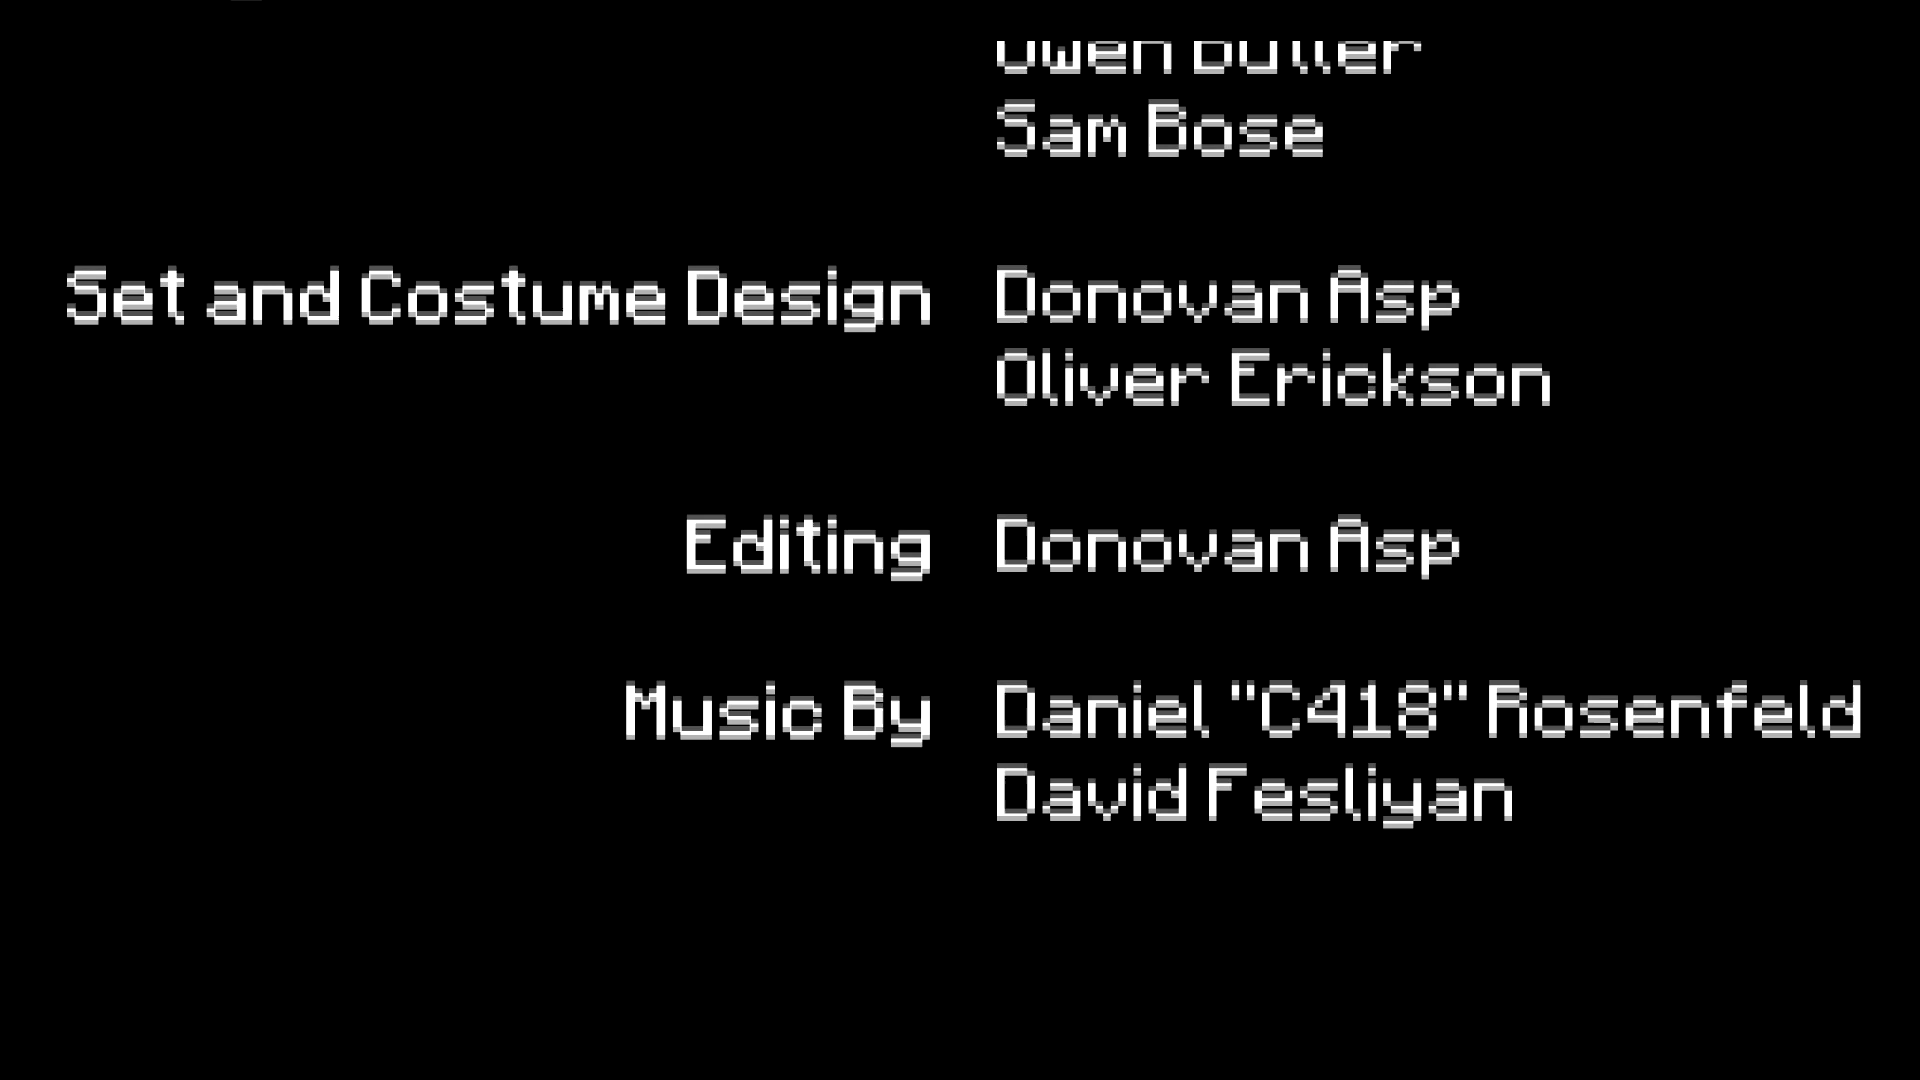 Owen
Sam Bose
Set and Costume Design Donovan Asp
Oliver Erickson
Editing Donovan Asp
Music By Daniel "C418" Rosenfeld
David Fesliyan